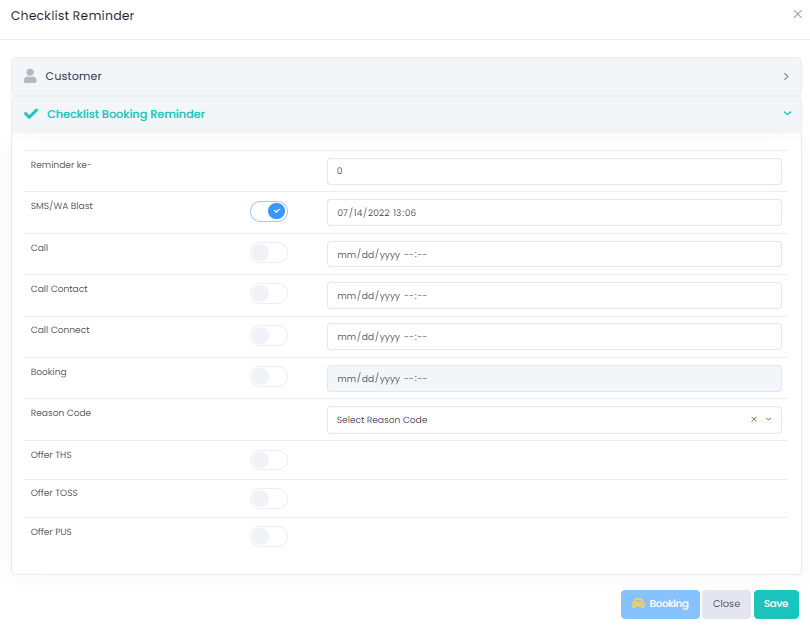 Checklist Reminder
Customer
Checklist Booking Reminder
Reminder ke-
0
SMS/WA Blast
07/14/2022 13:06
Call
mm/dd/yyyy --:--
Call Contact
mm/dd/yyyy --:--
Call Connect
mm/dd/yyyy --:--
Booking
mm/dd/yyyy --:--
Reason Code
Select Reason Code
Offer THS
Offer TOSS
Offer PUS
Booking
Close
Save